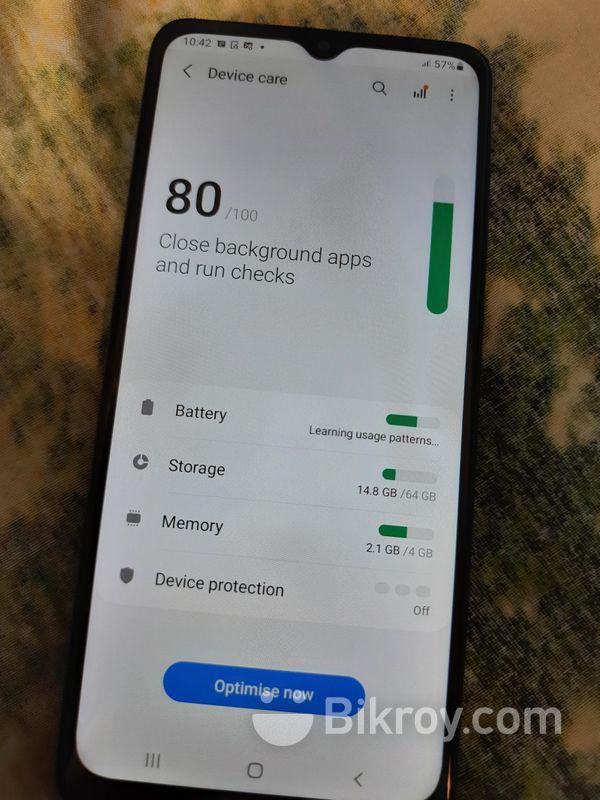 10:42
57%
Device care
80 /100
Close background apps
and run checks
Battery
Learning usage patterns...
Storage
14.8 GB /64 GB
Memory
2.1 GB /4 GB
Device protection
Off
Optimise now
Bikroy.com